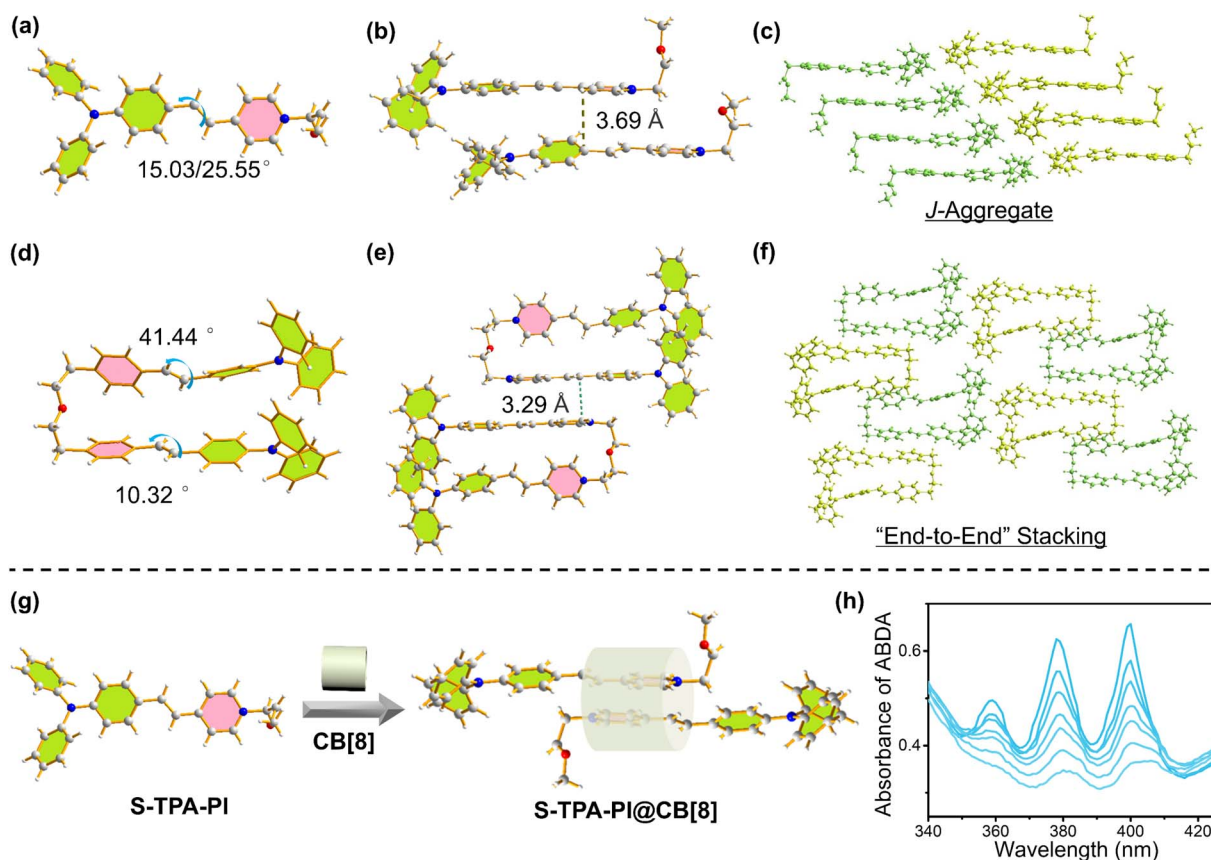 (a)
15.03/25.55°
(b)
3.69 Å
(c)
J-Aggregate
(d)
41.44 °
10.32 °
(e)
3.29 Å
(f)
“End-to-End” Stacking
(g)
CB[8]
S-TPA-PI
S-TPA-PI@CB[8]
(h)
Absorbance of ABDA
0.6
0.4
340 360 380 400 420
Wavelength (nm)